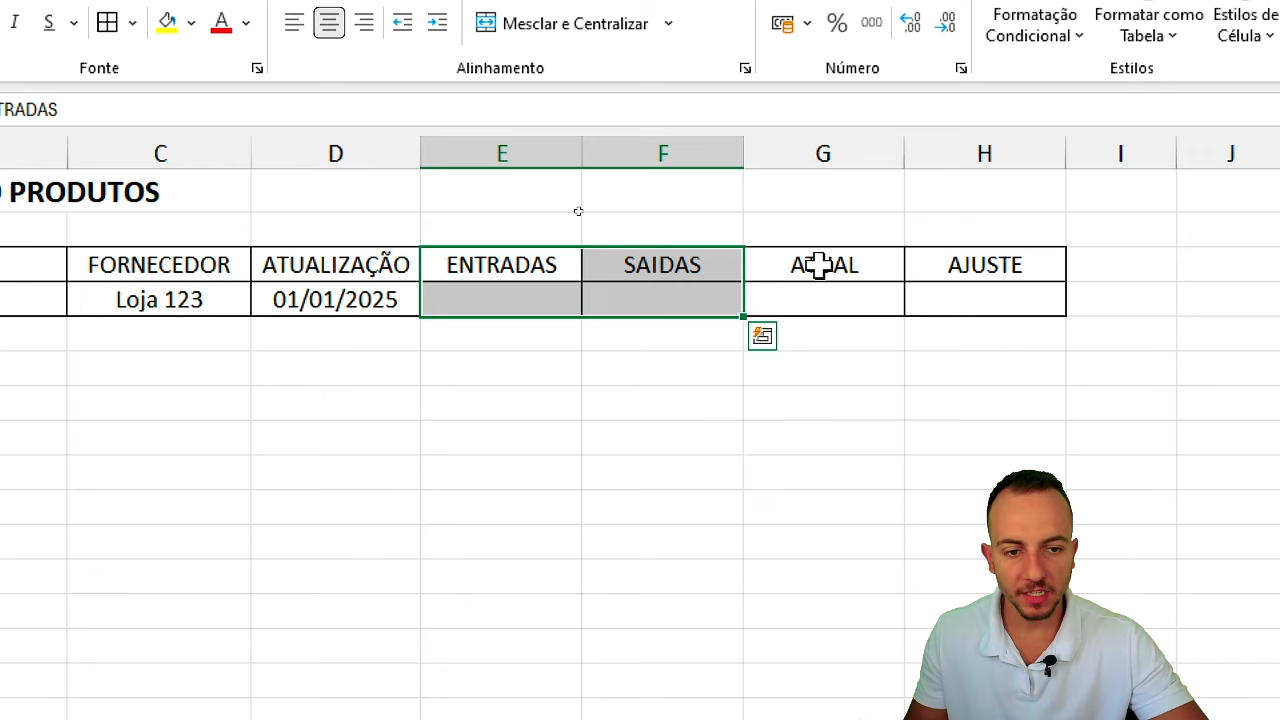 I S A Mesclar e Centralizar % 000 Formatação Condicional Formatar como Tabela Estilos de Célula
Fonte Alinhamento Número Estilos
TRADAS
C D E F G H I J
PRODUTOS
FORNECEDOR ATUALIZAÇÃO ENTRADAS SAIDAS AJUSTE
Loja 123 01/01/2025